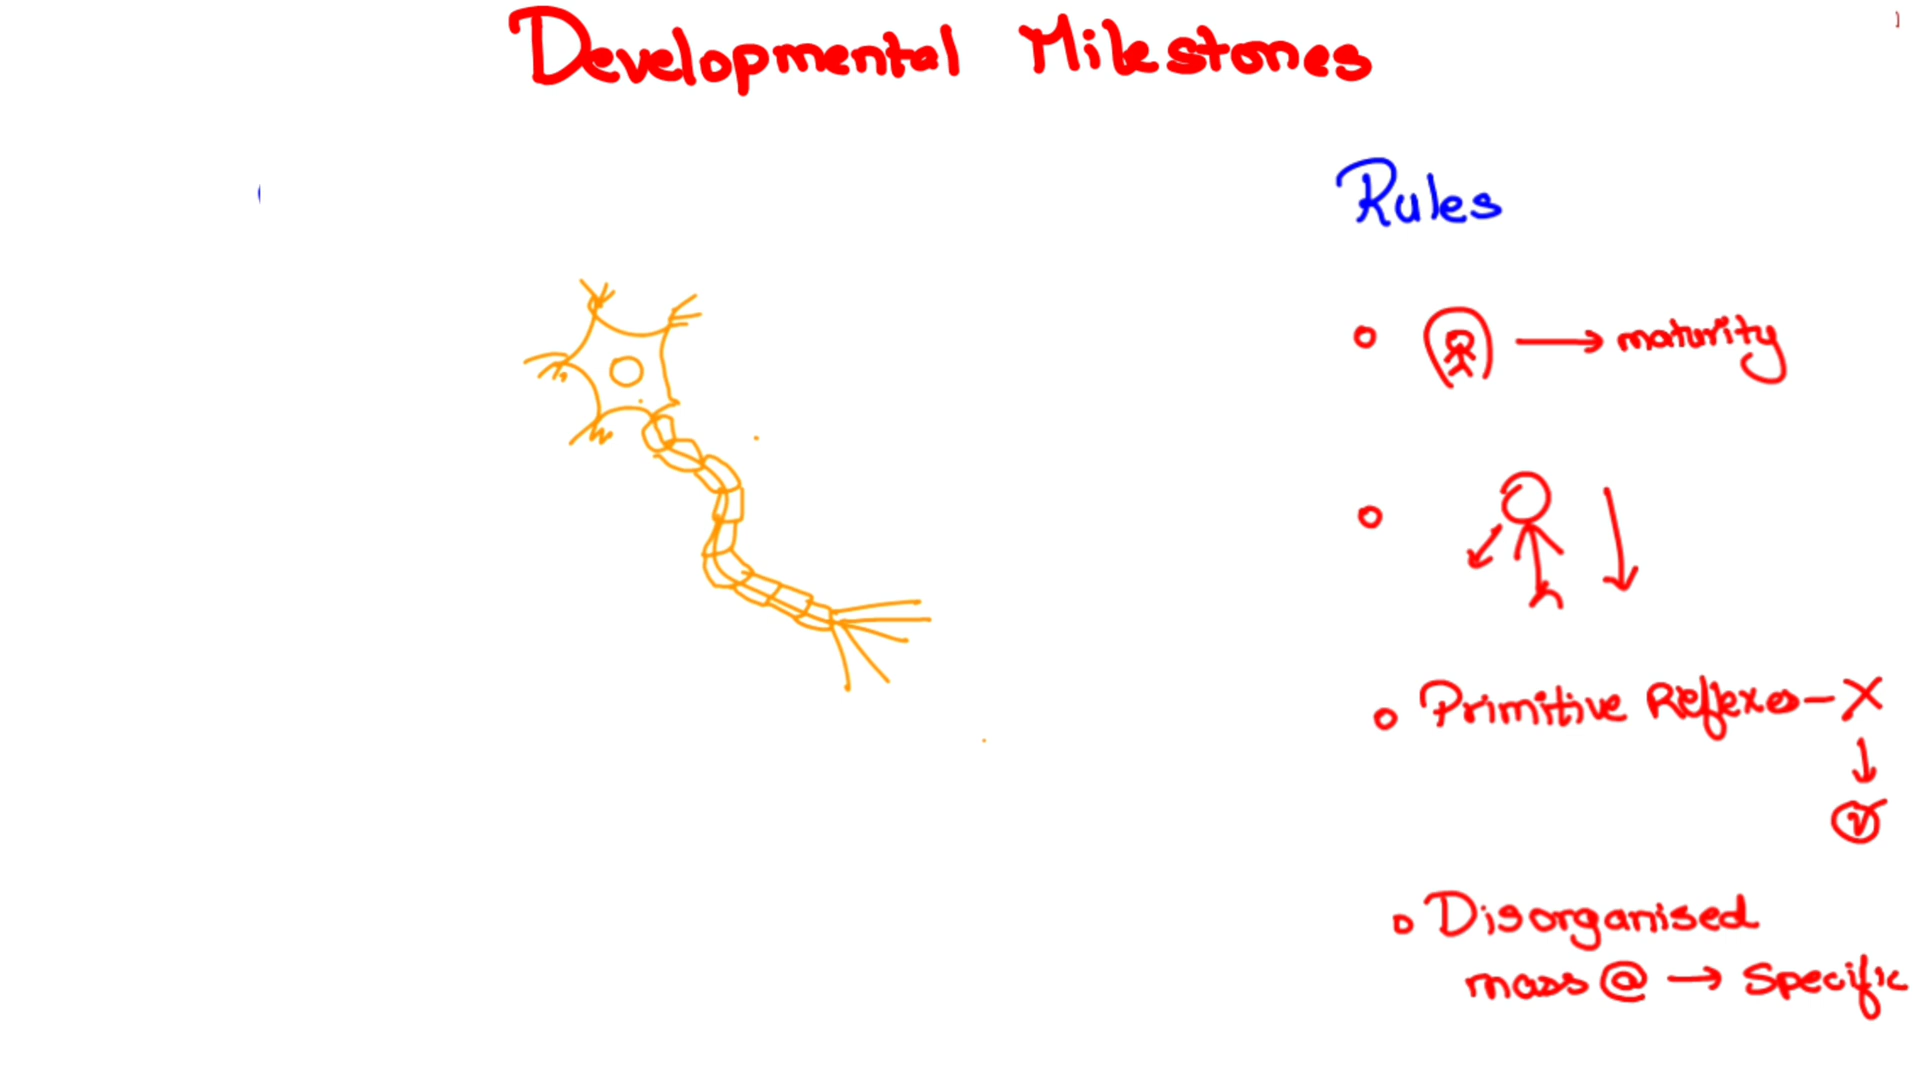 Developmental Milestones
Rules
→ maturity
Primitive Reflexes - X
Disorganised
mass @ → Specific